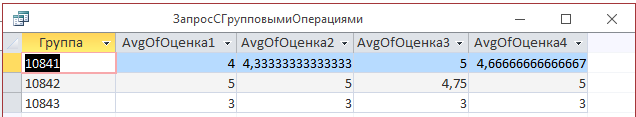 ЗапросСГрупповымиОперациями
Группа AvgOfОценка1 AvgOfОценка2 AvgOfОценка3 AvgOfОценка4
10841 4 4,33333333333333 5 4,66666666666667
10842 5 5 4,75 5
10843 3 3 3 3